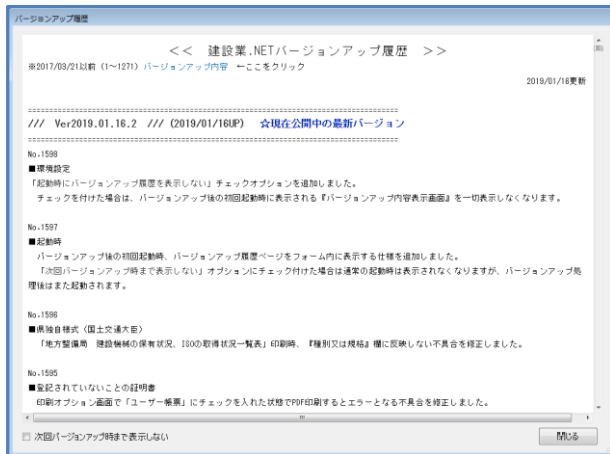 バージョンアップ履歴
<< 建設業.NETバージョンアップ履歴 >>
※2017/03/21以前（1～1271）バージョンアップ内容 ←ここをクリック
2019/01/16更新
/// Ver2019.01.16.2 /// (2019/01/16UP) ☆現在公開中の最新バージョン
No.1598
■環境設定
「起動時にバージョンアップ履歴を表示しない」チェックオプションを追加しました。
チェックを付けた場合は、バージョンアップ後の初回起動時に表示される『バージョンアップ内容表示画面』を一切表示しなくなります。
No.1597
■起動時
バージョンアップ後の初回起動時、バージョンアップ履歴ページをフォーム内に表示する仕様を追加しました。
「次回バージョンアップ時まで表示しない」オプションにチェック付けた場合は通常の起動時は表示されなくなりますが、バージョンアップ処
理後はまた起動されます。
No.1596
■県独自様式（国土交通大臣）
「地方整備局 建設機械の保有状況、ISOの取得状況一覧表」印刷時、『種別又は規格』欄に反映しない不具合を修正しました。
No.1595
■登記されていないことの証明書
印刷オプション画面で「ユーザー帳票」にチェックを入れた状態でPDF印刷するとエラーとなる不具合を修正しました。
次回バージョンアップ時まで表示しない
閉じる